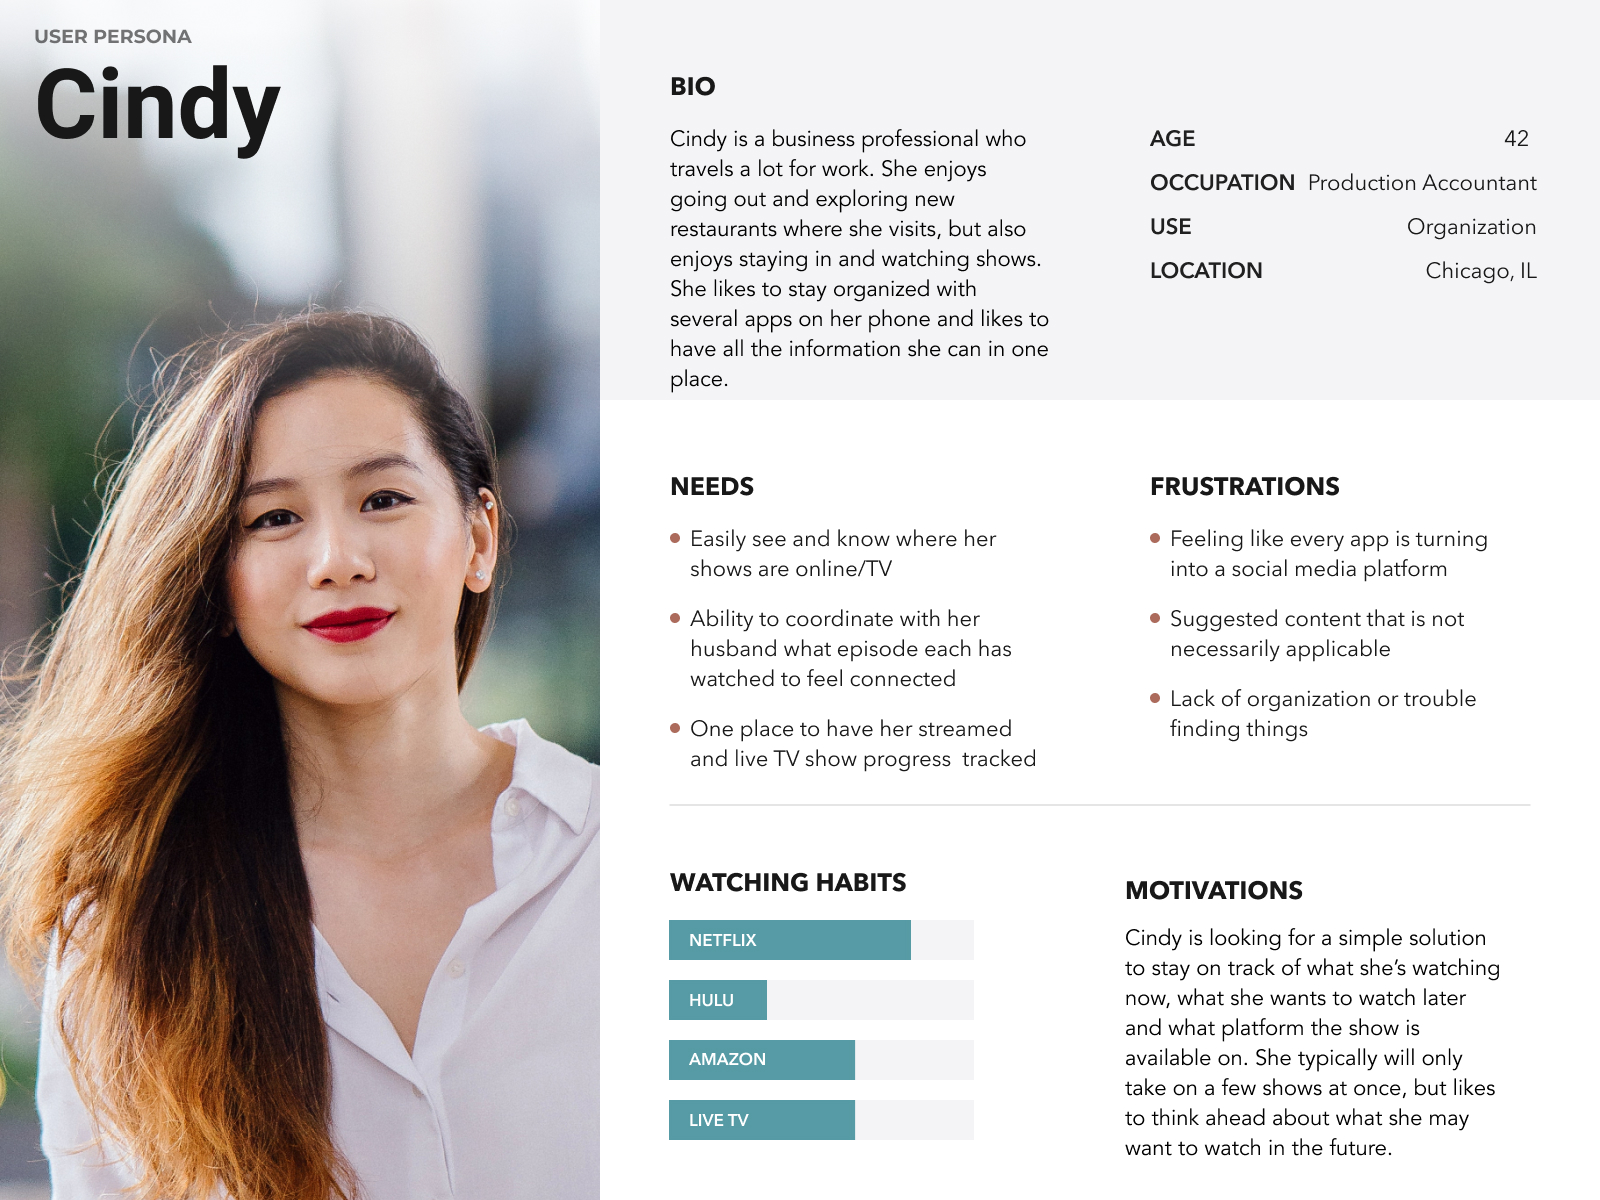 USER PERSONA
Cindy
BIO
Cindy is a business professional who
travels a lot for work. She enjoys
going out and exploring new
restaurants where she visits, but also
enjoys staying in and watching shows.
She likes to stay organized with
several apps on her phone and likes to
have all the information she can in one
place.
AGE 42
OCCUPATION Production Accountant
USE Organization
LOCATION Chicago, IL
NEEDS
Easily see and know where her
shows are online/TV
Ability to coordinate with her
husband what episode each has
watched to feel connected
One place to have her streamed
and live TV show progress  tracked
FRUSTRATIONS
Feeling like every app is turning
into a social media platform
Suggested content that is not
necessarily applicable
Lack of organization or trouble
finding things
WATCHING HABITS
NETFLIX
HULU
AMAZON
LIVE TV
MOTIVATIONS
Cindy is looking for a simple solution
to stay on track of what she’s watching
now, what she wants to watch later
and what platform the show is
available on. She typically will only
take on a few shows at once, but likes
to think ahead about what she may
want to watch in the future.